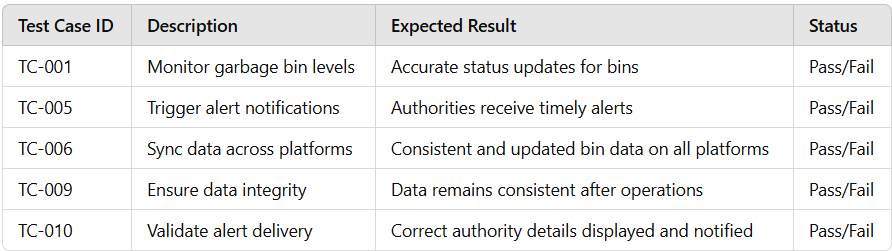 Test Case ID Description Expected Result Status
TC-001 Monitor garbage bin levels Accurate status updates for bins Pass/Fail
TC-005 Trigger alert notifications Authorities receive timely alerts Pass/Fail
TC-006 Sync data across platforms Consistent and updated bin data on all platforms Pass/Fail
TC-009 Ensure data integrity Data remains consistent after operations Pass/Fail
TC-010 Validate alert delivery Correct authority details displayed and notified Pass/Fail